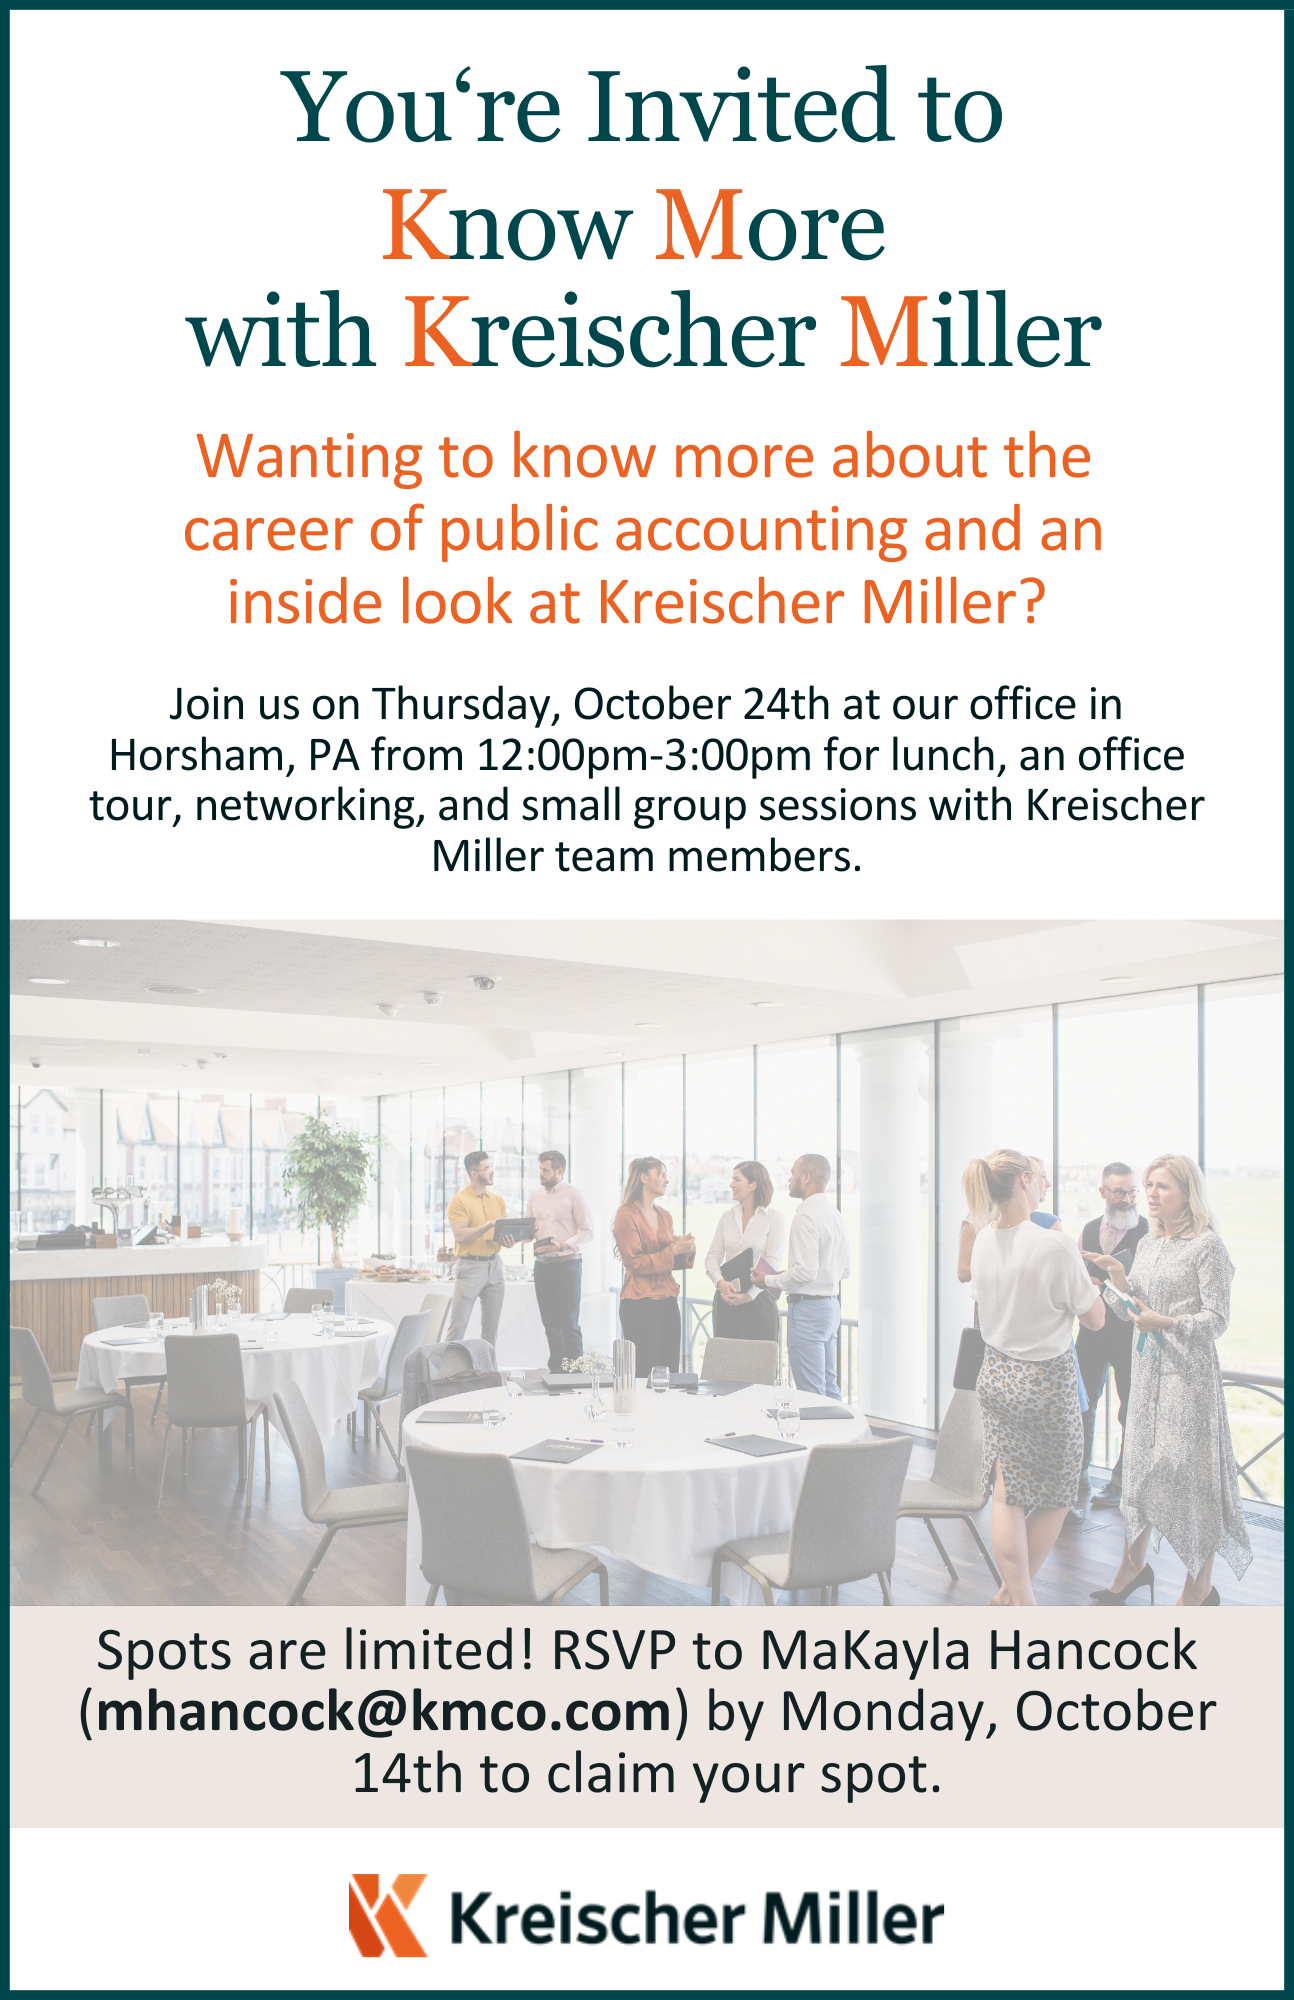 You‘re Invited to
Know More
with Kreischer Miller
Wanting to know more about the
career of public accounting and an
inside look at Kreischer Miller?
Join us on Thursday, October 24th at our office in
Horsham, PA from 12:00pm-3:00pm for lunch, an office
tour, networking, and small group sessions with Kreischer
Miller team members.
Spots are limited! RSVP to MaKayla Hancock
(mhancock@kmco.com) by Monday, October
14th to claim your spot.
Kreischer Miller